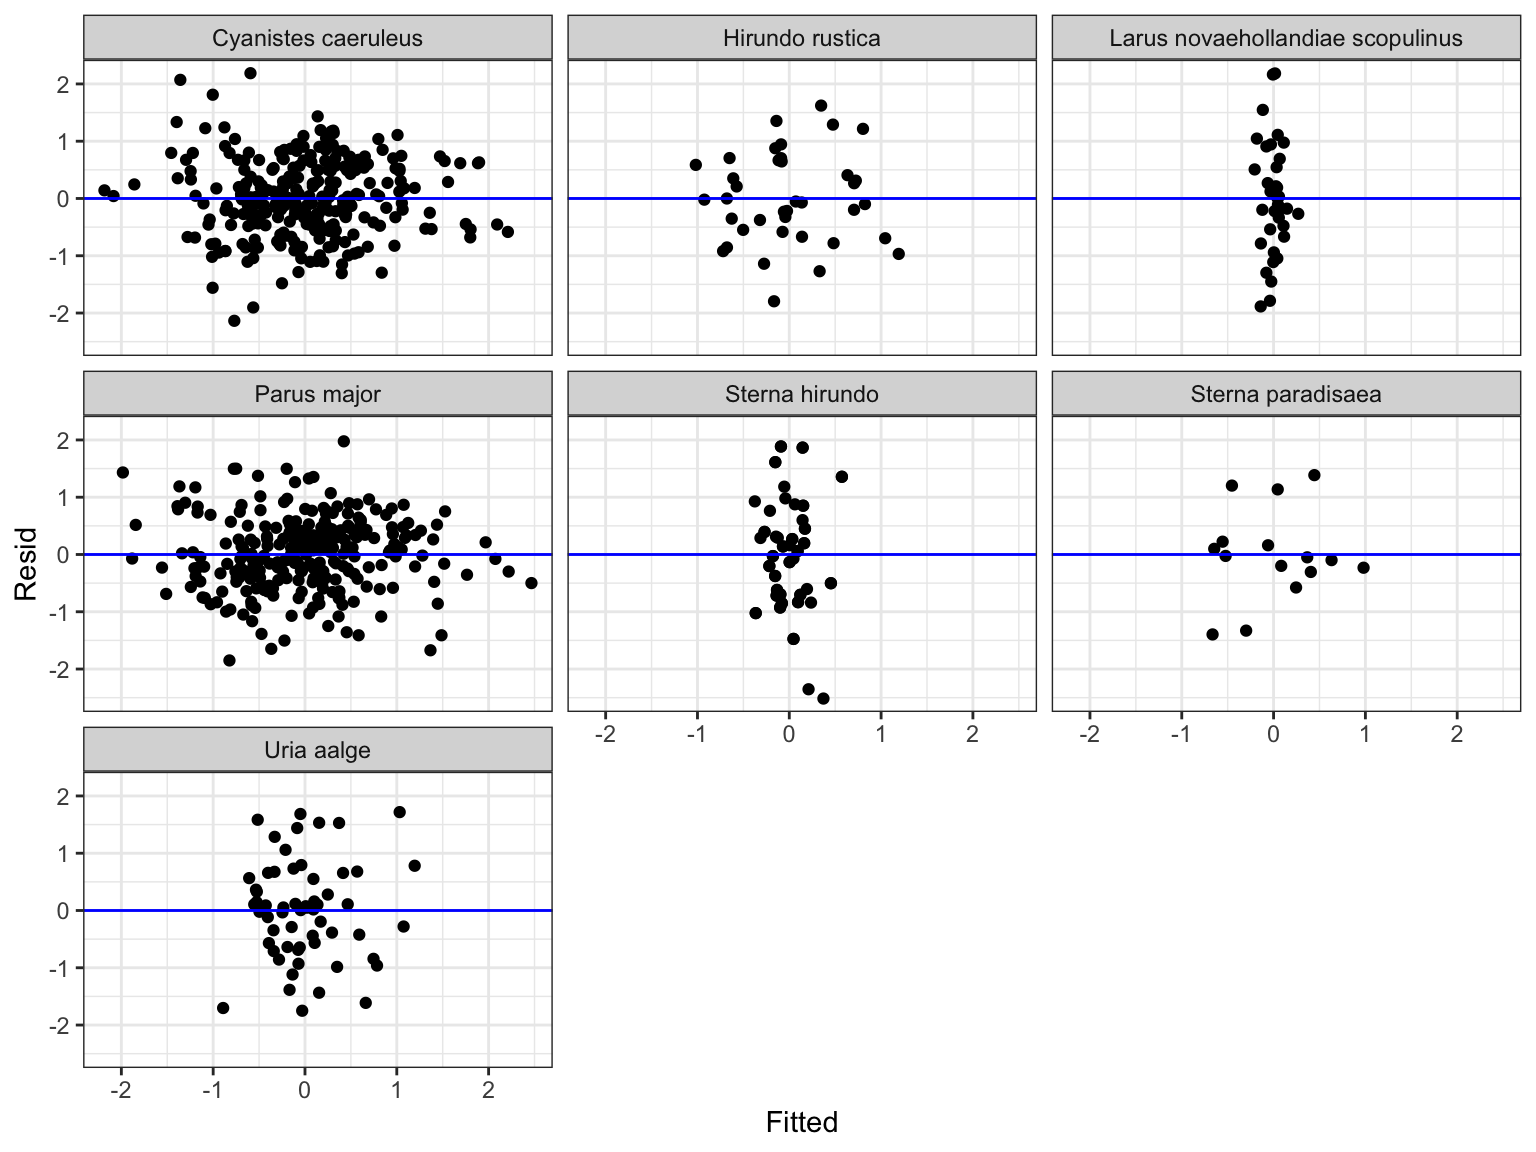 Cyanistes caeruleus
Hirundo rustica
Larus novaehollandiae scopulinus
2
1
0
-1
-2
Parus major
Sterna hirundo
Sterna paradisaea
2
1
0
-1
-2
-2 -1 0 1 2
-2 -1 0 1 2
Uria aalge
2
1
0
-1
-2
-2 -1 0 1 2
Resid
Fitted